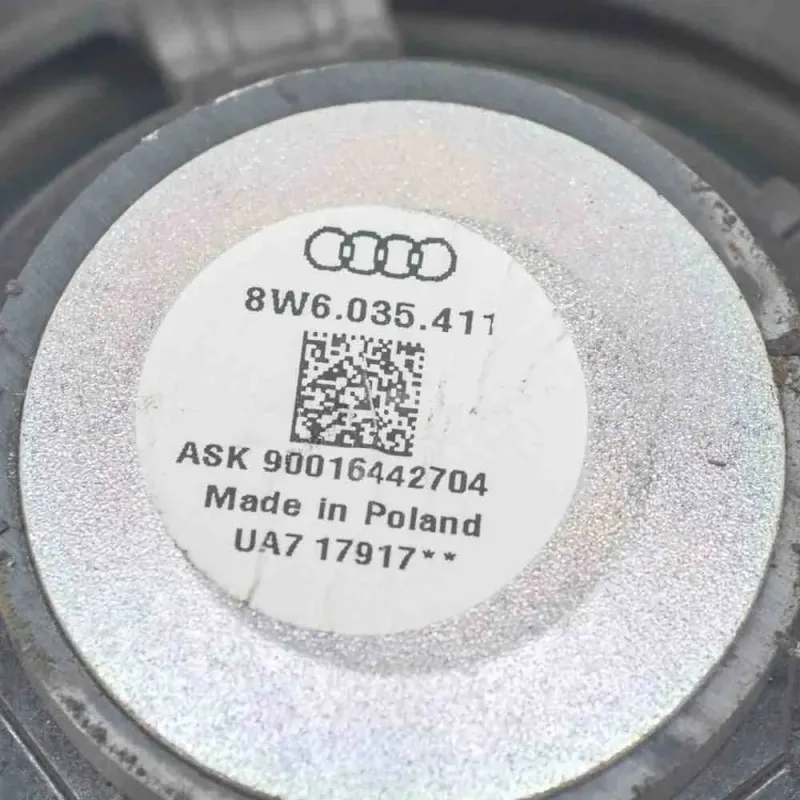 8W6.035.411
ASK 90016442704
Made in Poland
UA7 17917**